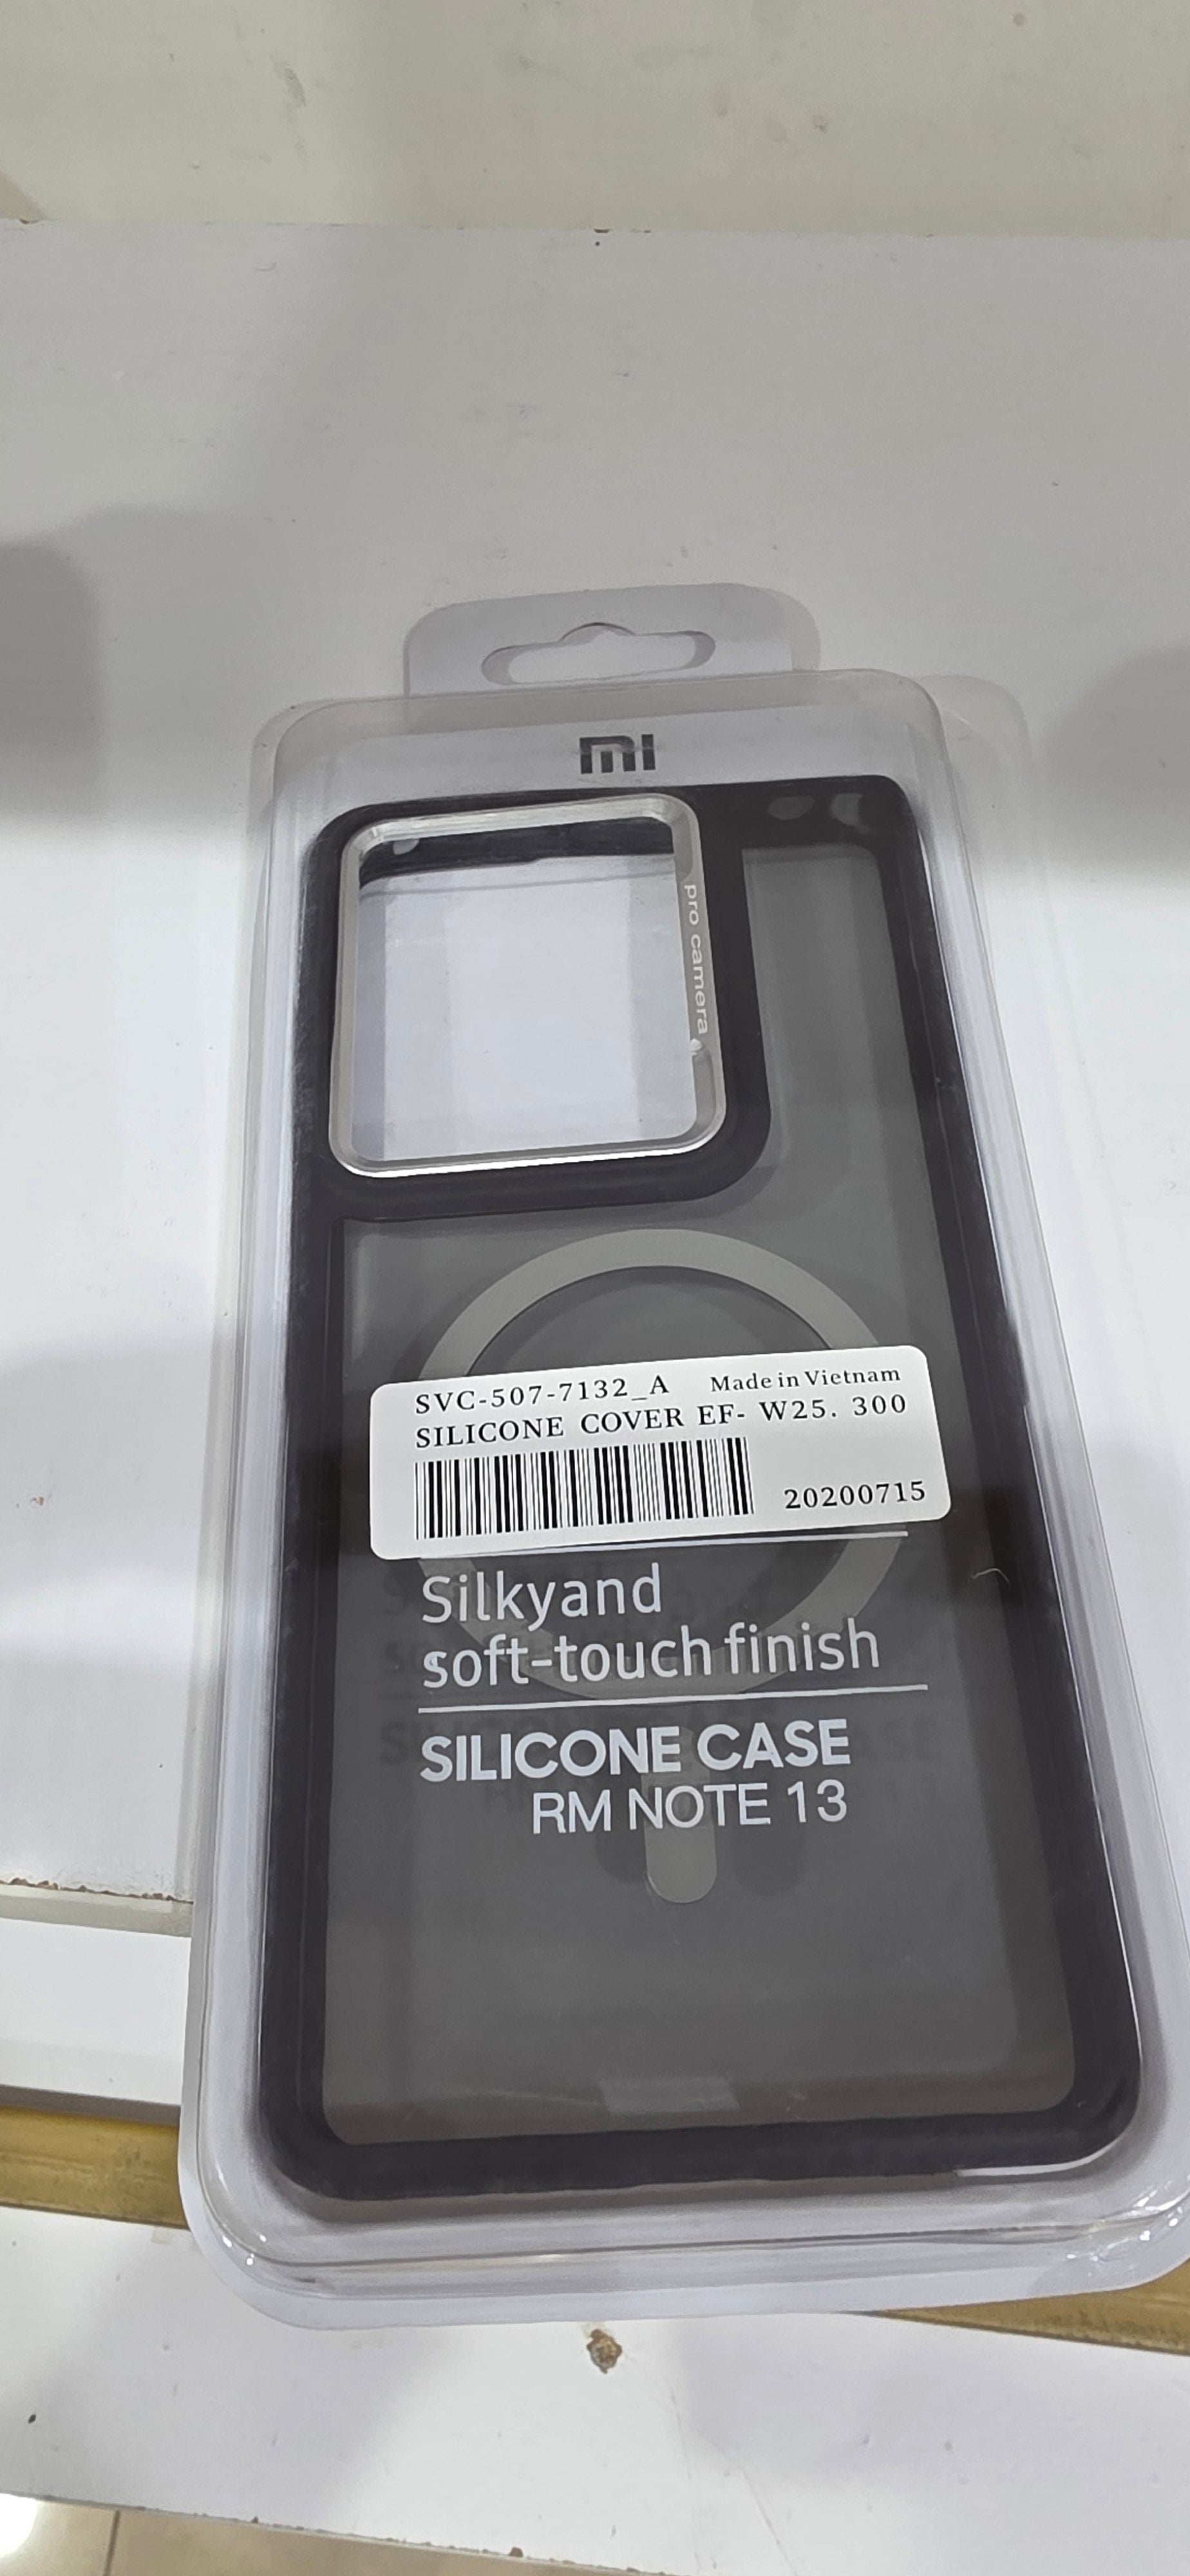 mi
pro camera
SVC-507-7132_A Made in Vietnam
SILICONE COVER EF- W25. 300
20200715
Silkyand
soft-touch finish
SILICONE CASE
RM NOTE 13